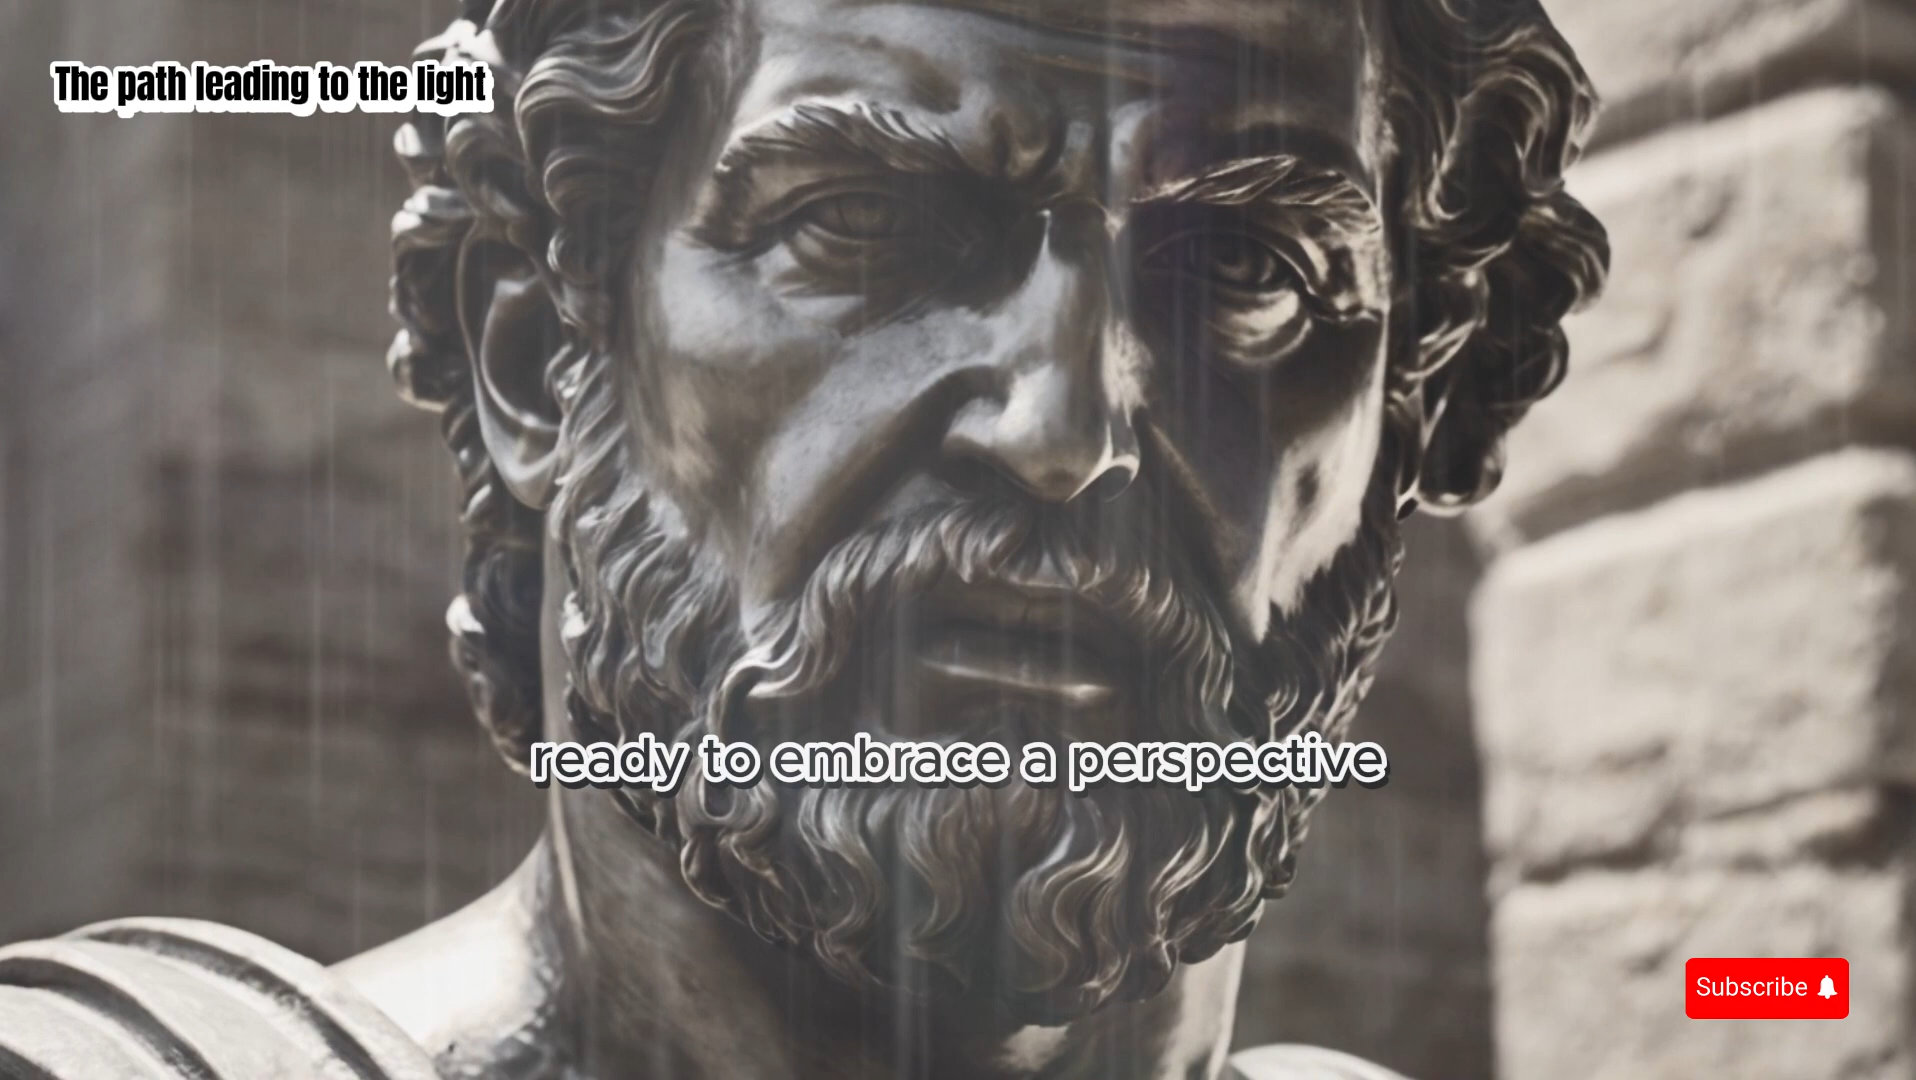 The path leading to the light
ready to embrace a perspective
Subscribe